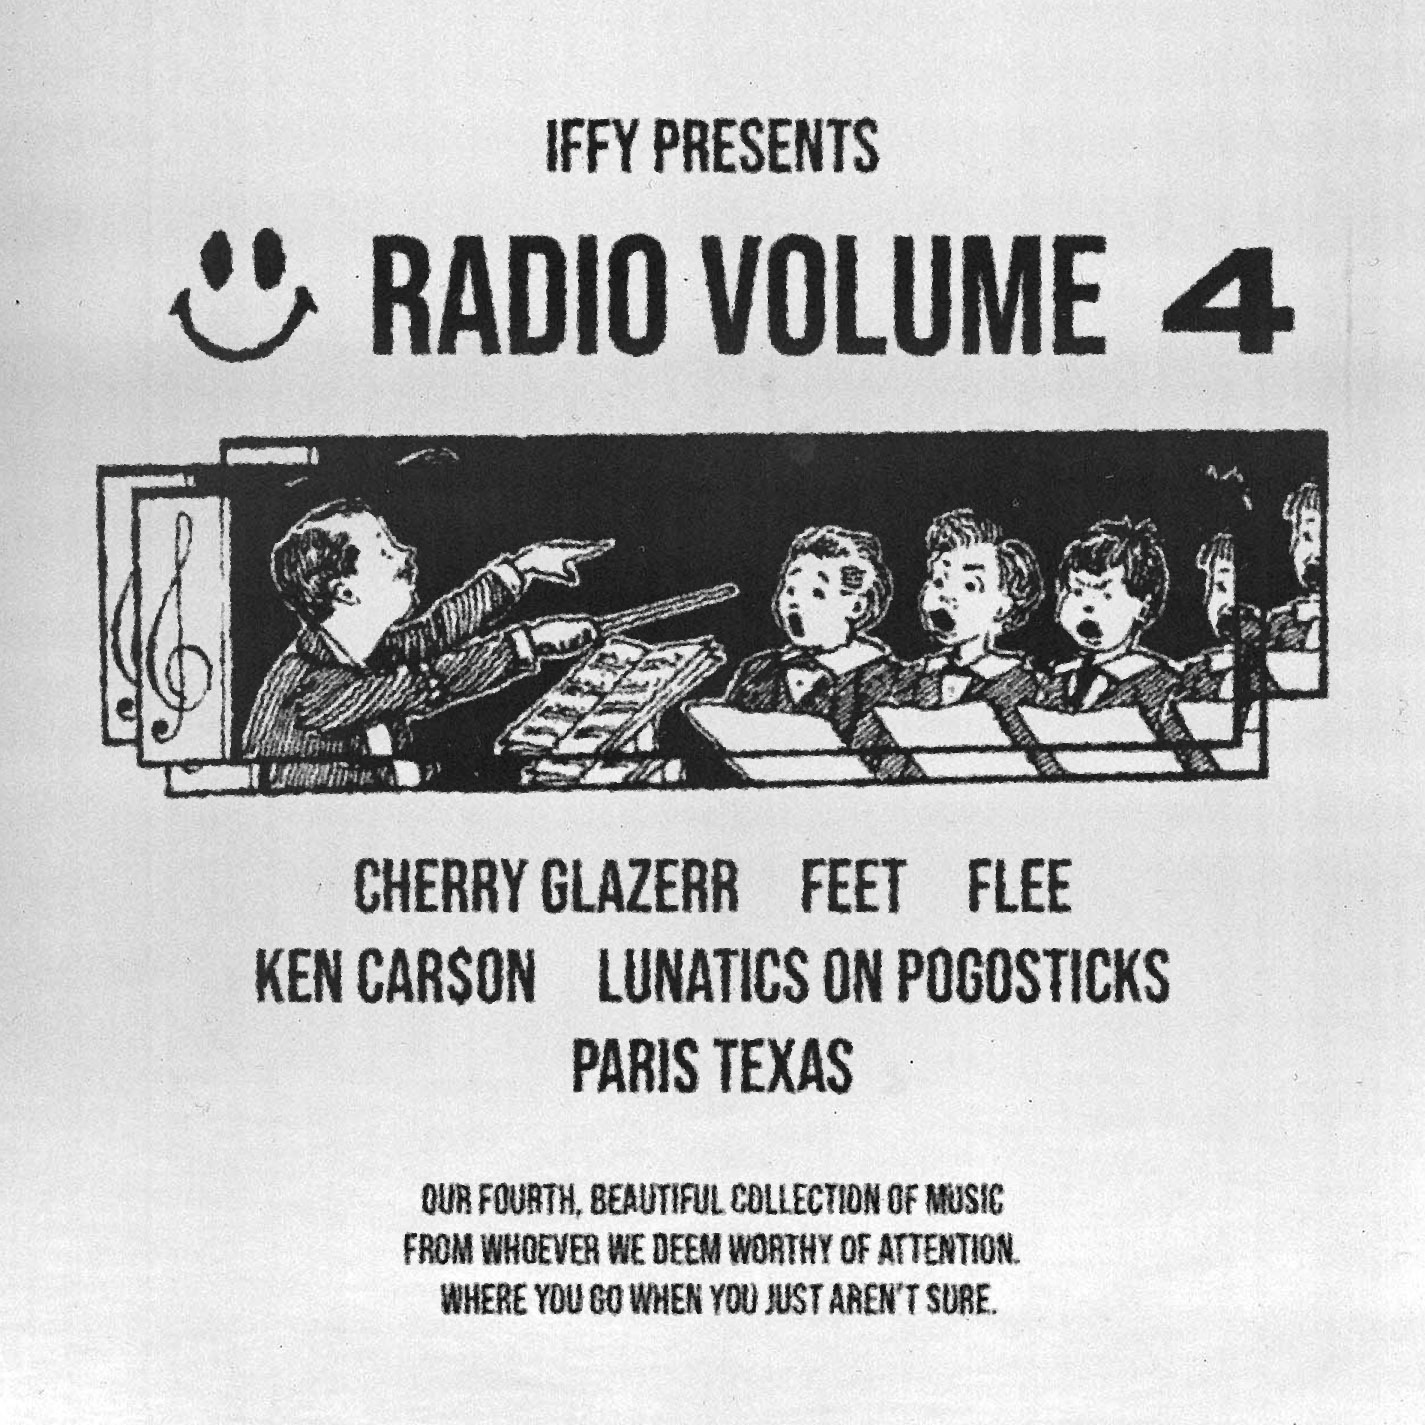 IFFY PRESENTS
RADIO VOLUME 4
CHERRY GLAZERR FEET FLEE
KEN CAR$ON LUNATICS ON POGOSTICKS
PARIS TEXAS
OUR FOURTH, BEAUTIFUL COLLECTION OF MUSIC
FROM WHOEVER WE DEEM WORTHY OF ATTENTION.
WHERE YOU GO WHEN YOU JUST AREN'T SURE.